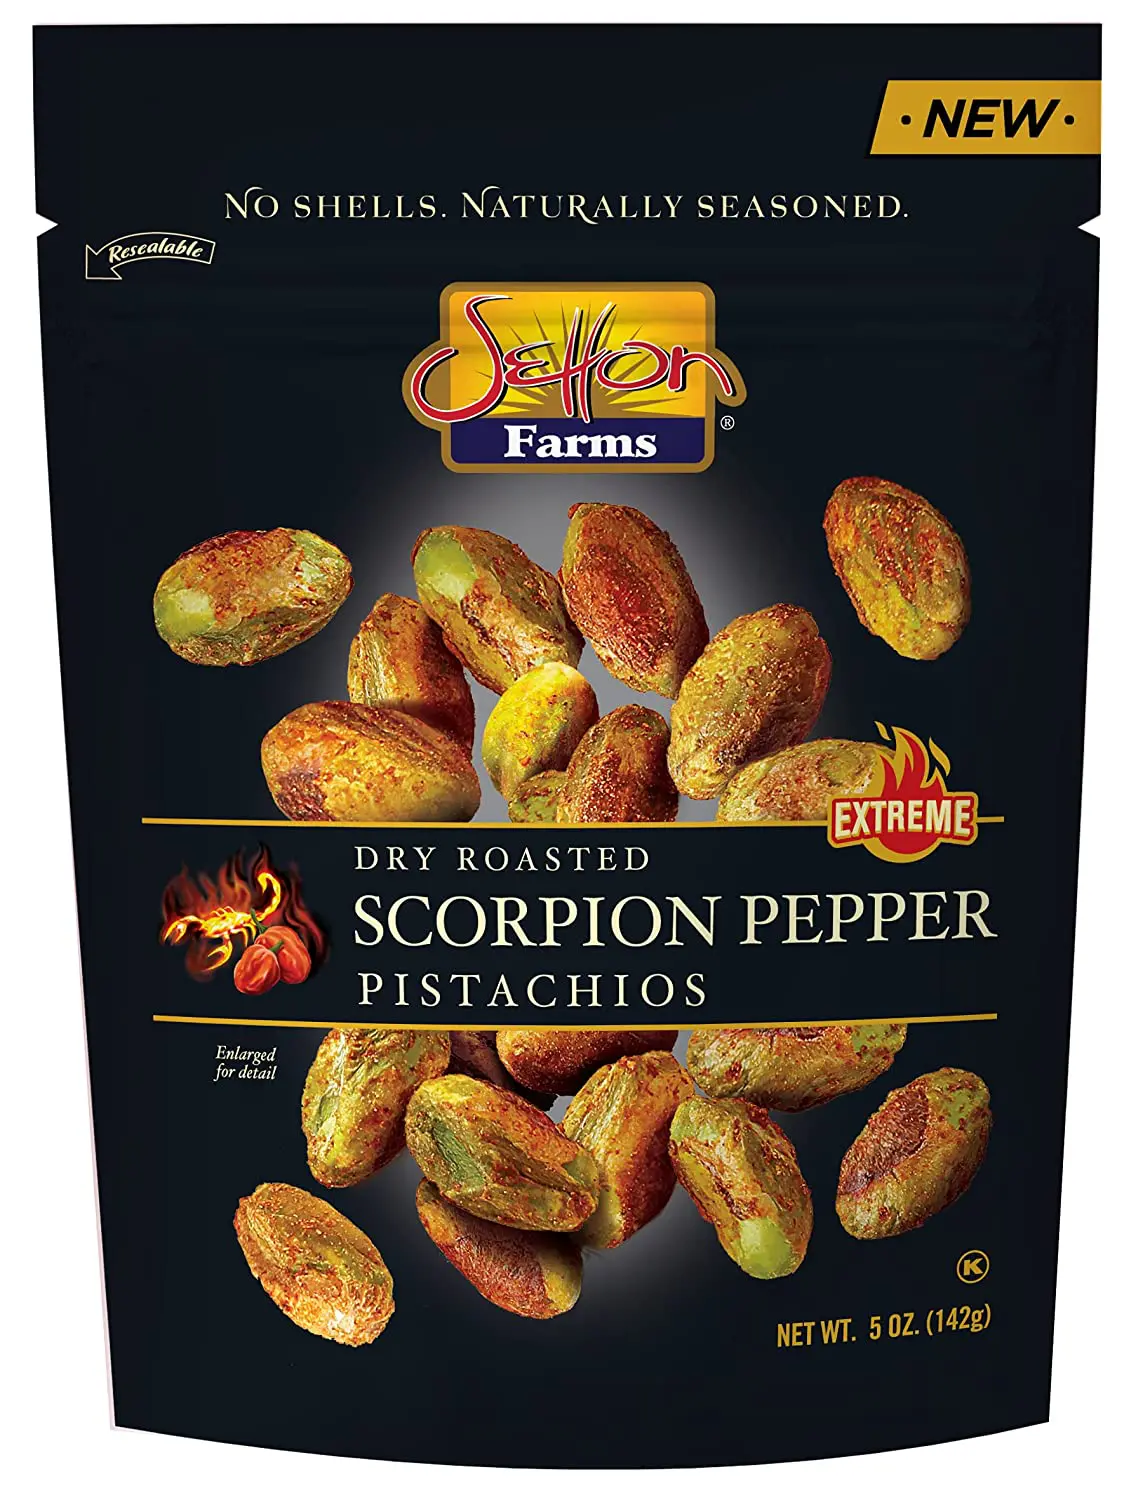 · NEW ·
NO SHELLS. NATURALLY SEASONED.
Resealable
Setton
Farms
®
EXTREME
DRY ROASTED
SCORPION PEPPER
PISTACHIOS
Enlarged
for detail
K
NET WT. 5 OZ. (142g)